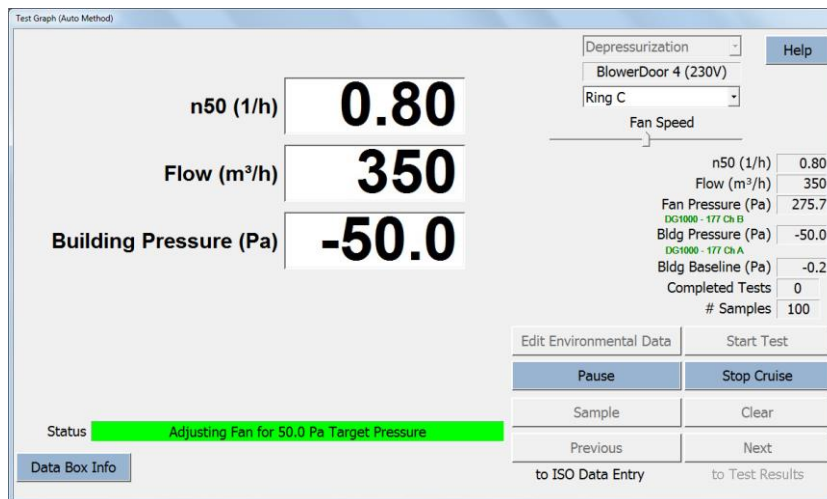 Test Graph (Auto Method)
Depressurization
Help
BlowerDoor 4 (230V)
Ring C
Fan Speed
n50 (1/h) 0.80
Flow (m³/h) 350
Building Pressure (Pa) -50.0
n50 (1/h) 0.80
Flow (m³/h) 350
Fan Pressure (Pa) 275.7
DG1000 - 177 Ch B
Bldg Pressure (Pa) -50.0
DG1000 - 177 Ch A
Bldg Baseline (Pa) -0.2
Completed Tests 0
# Samples 100
Edit Environmental Data Start Test
Pause Stop Cruise
Sample Clear
Status Adjusting Fan for 50.0 Pa Target Pressure
Previous Next
Data Box Info
to ISO Data Entry to Test Results